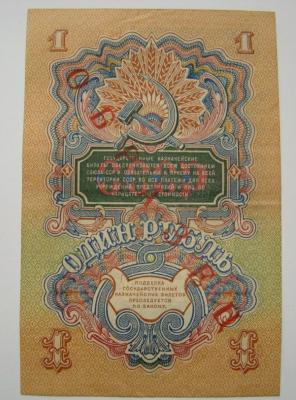 1 1
ГОСУДАРСТВЕННЫЕ КАЗНАЧЕЙСКИЕ
БИЛЕТЫ ОБЕСПЕЧИВАЮТСЯ ВСЕМ ДОСТОЯНИЕМ
СОЮЗА ССР И ОБЯЗАТЕЛЬНЫ К ПРИЕМУ НА ВСЕЙ
ТЕРРИТОРИИ СССР ВО ВСЕ ПЛАТЕЖИ ДЛЯ ВСЕХ
УЧРЕЖДЕНИЙ, ПРЕДПРИЯТИЙ И ЛИЦ ПО
НАРИЦАТЕЛЬНОЙ СТОИМОСТИ
ОДИН РУБЛЬ
ПОДДЕЛКА
ГОСУДАРСТВЕННЫХ
КАЗНАЧЕЙСКИХ БИЛЕТОВ
ПРЕСЛЕДУЕТСЯ
ПО ЗАКОНУ.
1 1